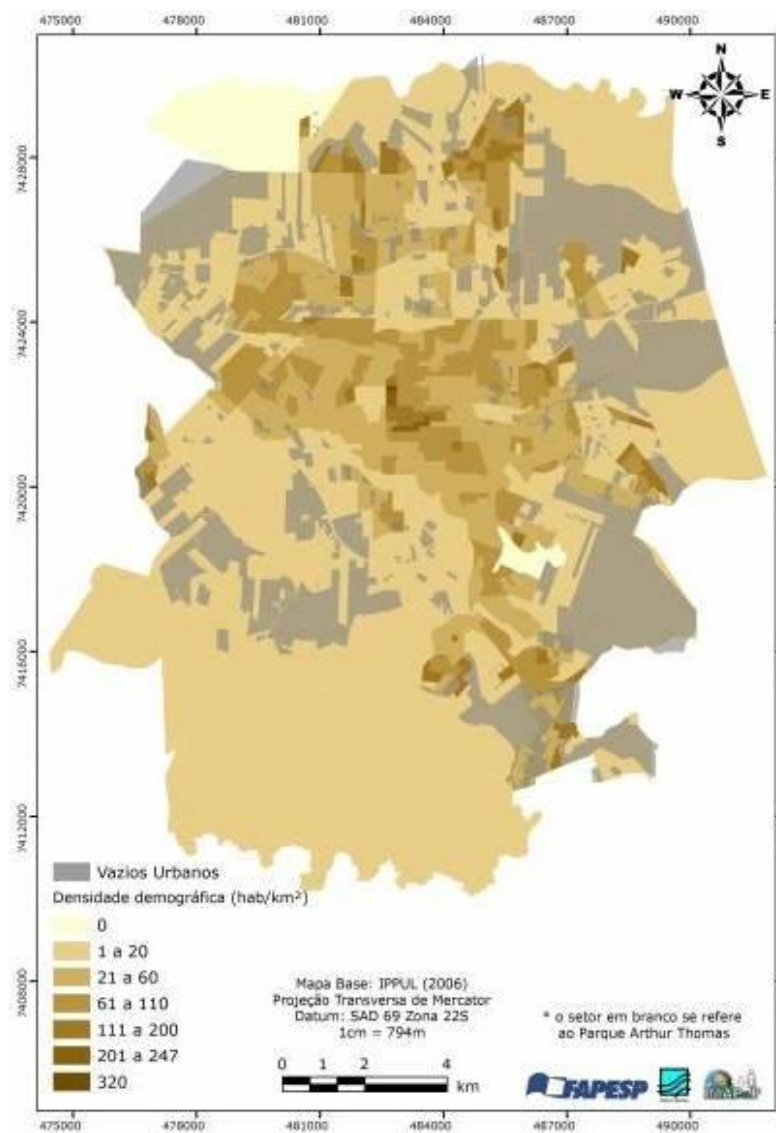 475000 478000 481000 484000 487000 490000
N
W E
S
7428000
7424000
7420000
7416000
7412000
7408000
Vazios Urbanos
Densidade demográfica (hab/km²)
0
1 a 20
21 a 60
61 a 110
111 a 200
201 a 247
320
Mapa Base: IPPUL (2006)
Projeção Transversa de Mercator
Datum: SAD 69 Zona 22S
1cm = 794m
0 1 2 4
km
* o setor em branco se refere
ao Parque Arthur Thomas
FAPESP
475000 478000 481000 484000 487000 490000